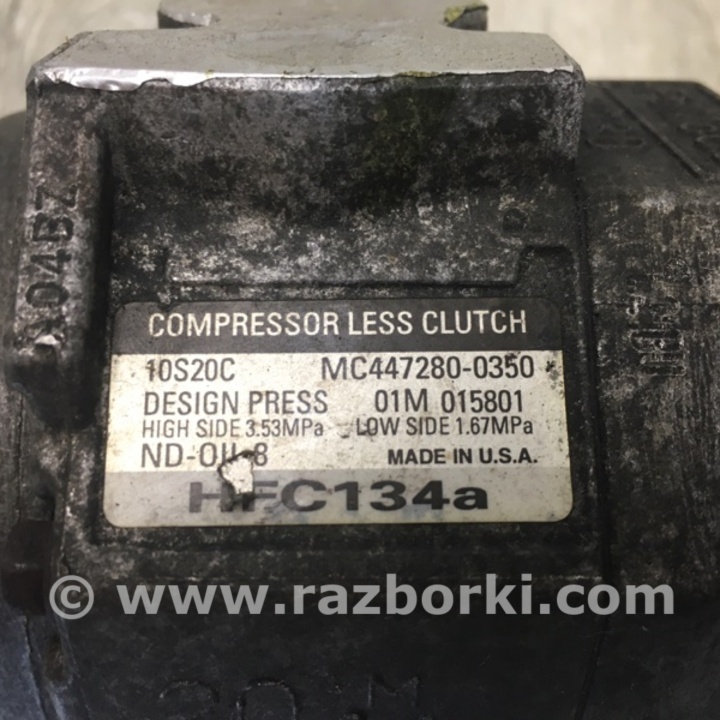 COMPRESSOR LESS CLUTCH
10S20C MC447280-0350
DESIGN PRESS 01M 015801
HIGH SIDE 3.53MPa LOW SIDE 1.67MPa
ND-OIL 8 MADE IN U.S.A.
HFC134a
A04BZ
© www.razborki.com